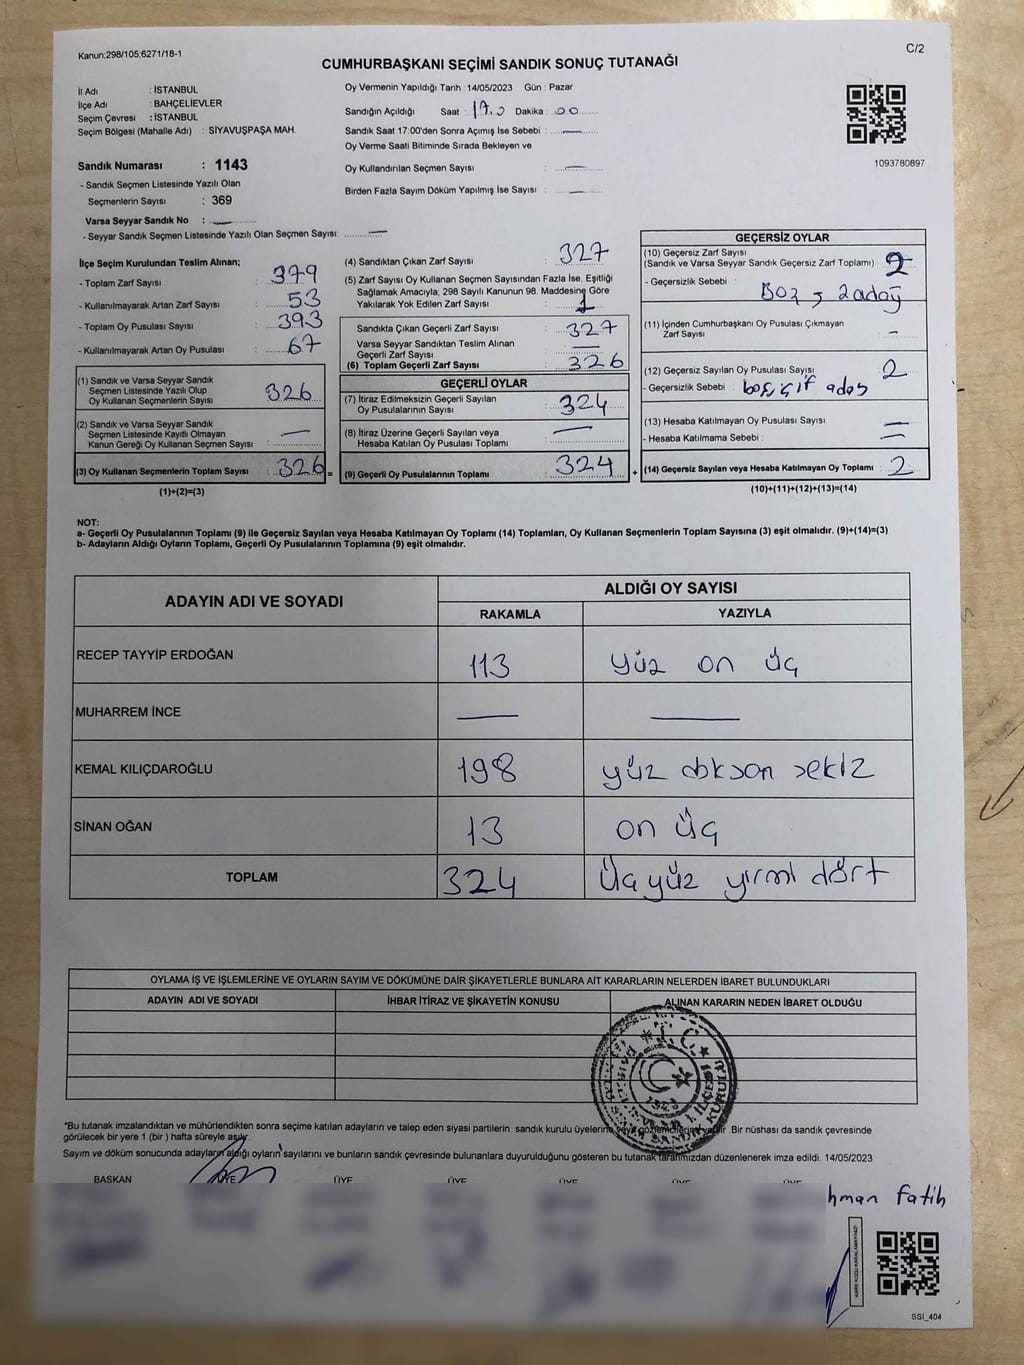 Kanun:298/105;6271/18-1
C/2
CUMHURBAŞKANI SEÇİMİ SANDIK SONUÇ TUTANAĞI
İl Adı : İSTANBUL
İlçe Adı : BAHÇELİEVLER
Seçim Çevresi : İSTANBUL
Seçim Bölgesi (Mahalle Adı) : SİYAVUŞPAŞA MAH.
Sandık Numarası : 1143
- Sandık Seçmen Listesinde Yazılı Olan
Seçmenlerin Sayısı : 369
Varsa Seyyar Sandık No : —
- Seyyar Sandık Seçmen Listesinde Yazılı Olan Seçmen Sayısı: —
Oy Vermenin Yapıldığı Tarih : 14/05/2023 Gün : Pazar
Sandığın Açıldığı Saat : 17.0 Dakika : 00
Sandık Saat 17:00'den Sonra Açımış İse Sebebi : —
Oy Verme Saati Bitiminde Sırada Bekleyen ve
Oy Kullandırılan Seçmen Sayısı : —
Birden Fazla Sayım Döküm Yapılmış İse Sayısı : —
1093780897
İlçe Seçim Kurulundan Teslim Alınan;
- Toplam Zarf Sayısı : 379
- Kullanılmayarak Artan Zarf Sayısı : 53
- Toplam Oy Pusulası Sayısı : 393
- Kullanılmayarak Artan Oy Pusulası : 67
(1) Sandık ve Varsa Seyyar Sandık
Seçmen Listesinde Yazılı Olup
Oy Kullanan Seçmenlerin Sayısı : 326
(2) Sandık ve Varsa Seyyar Sandık
Seçmen Listesinde Kayıtlı Olmayan
Kanun Gereği Oy Kullanan Seçmen Sayısı : —
(3) Oy Kullanan Seçmenlerin Toplam Sayısı : 326 =
(1)+(2)=(3)
(4) Sandıktan Çıkan Zarf Sayısı : 327
(5) Zarf Sayısı Oy Kullanan Seçmen Sayısından Fazla İse, Eşitliği
Sağlamak Amacıyla, 298 Sayılı Kanunun 98. Maddesine Göre
Yakılarak Yok Edilen Zarf Sayısı : 1
Sandıkta Çıkan Geçerli Zarf Sayısı : 327
Varsa Seyyar Sandıktan Teslim Alınan
Geçerli Zarf Sayısı : —
(6) Toplam Geçerli Zarf Sayısı : 326
GEÇERLİ OYLAR
(7) İtiraz Edilmeksizin Geçerli Sayılan
Oy Pusulalarının Sayısı : 324
(8) İtiraz Üzerine Geçerli Sayılan veya
Hesaba Katılan Oy Pusulası Toplamı : —
(9) Geçerli Oy Pusulalarının Toplamı : 324 +
GEÇERSİZ OYLAR
(10) Geçersiz Zarf Sayısı
(Sandık ve Varsa Seyyar Sandık Geçersiz Zarf Toplamı) : 2
- Geçersizlik Sebebi : Boş 2 aday
(11) İçinden Cumhurbaşkanı Oy Pusulası Çıkmayan
Zarf Sayısı : —
(12) Geçersiz Sayılan Oy Pusulası Sayısı : 2
- Geçersizlik Sebebi : boş, çift aday
(13) Hesaba Katılmayan Oy Pusulası Sayısı : —
- Hesaba Katılmama Sebebi : —
(14) Geçersiz Sayılan veya Hesaba Katılmayan Oy Toplamı : 2
(10)+(11)+(12)+(13)=(14)
NOT:
a- Geçerli Oy Pusulalarının Toplamı (9) ile Geçersiz Sayılan veya Hesaba Katılmayan Oy Toplamı (14) Toplamları, Oy Kullanan Seçmenlerin Toplam Sayısına (3) eşit olmalıdır. (9)+(14)=(3)
b- Adayların Aldığı Oyların Toplamı, Geçerli Oy Pusulalarının Toplamına (9) eşit olmalıdır.
ADAYIN ADI VE SOYADI
ALDIĞI OY SAYISI
RAKAMLA YAZIYLA
RECEP TAYYİP ERDOĞAN 113 yüz on üç
MUHARREM İNCE — —
KEMAL KILIÇDAROĞLU 198 yüz doksan sekiz
SİNAN OĞAN 13 on üç
TOPLAM 324 Üçyüz yirmi dört
OYLAMA İŞ VE İŞLEMLERİNE VE OYLARIN SAYIM VE DÖKÜMÜNE DAİR ŞİKAYETLERLE BUNLARA AİT KARARLARIN NELERDEN İBARET BULUNDUKLARI
ADAYIN ADI VE SOYADI İHBAR İTİRAZ VE ŞİKAYETİN KONUSU ALINAN KARARIN NEDEN İBARET OLDUĞU
T.C.
1923
SANDIK KURULU
"Bu tutanak imzalandıktan ve mühürlendikten sonra seçime katılan adayların ve talep eden siyasi partilerin sandık kurulu üyelerine veya gözlemcilerine verilir. Bir nüshası da sandık çevresinde
görülecek bir yere 1 (bir) hafta süreyle asılır.
Sayım ve döküm sonucunda adayların aldığı oyların sayılarını ve bunların sandık çevresinde bulunanlara duyurulduğunu gösteren bu tutanak tarafımızdan düzenlenerek imza edildi. 14/05/2023
BAŞKAN ÜYE ÜYE ÜYE ÜYE ÜYE ÜYE
hman fatih
KARE KODU KARALAMAYINIZ!
SSI_404